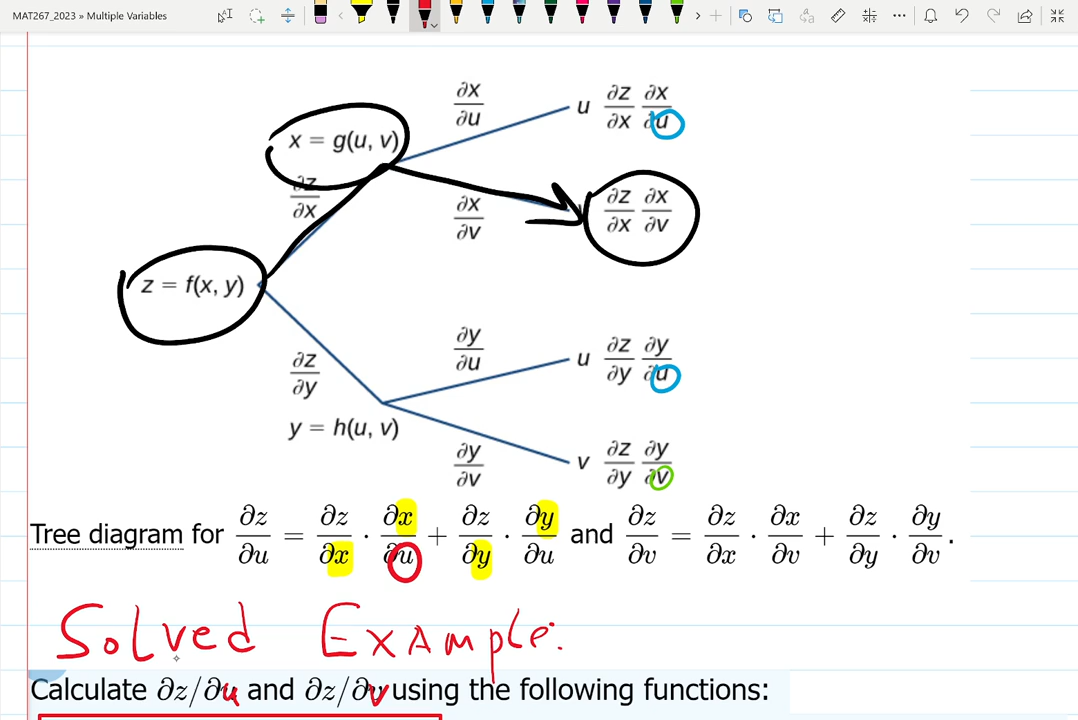 MAT267_2023 » Multiple Variables
∂x/∂u
u ∂z/∂x ∂x/∂u
x = g(u, v)
∂z/∂x
∂x/∂v
∂z/∂x ∂x/∂v
z = f(x, y)
∂y/∂u
u ∂z/∂y ∂y/∂u
∂z/∂y
y = h(u, v)
∂y/∂v
v ∂z/∂y ∂y/∂v
Tree diagram for ∂z/∂u = ∂z/∂x · ∂x/∂u + ∂z/∂y · ∂y/∂u and ∂z/∂v = ∂z/∂x · ∂x/∂v + ∂z/∂y · ∂y/∂v.
Solved Example:
Calculate ∂z/∂u and ∂z/∂v using the following functions: